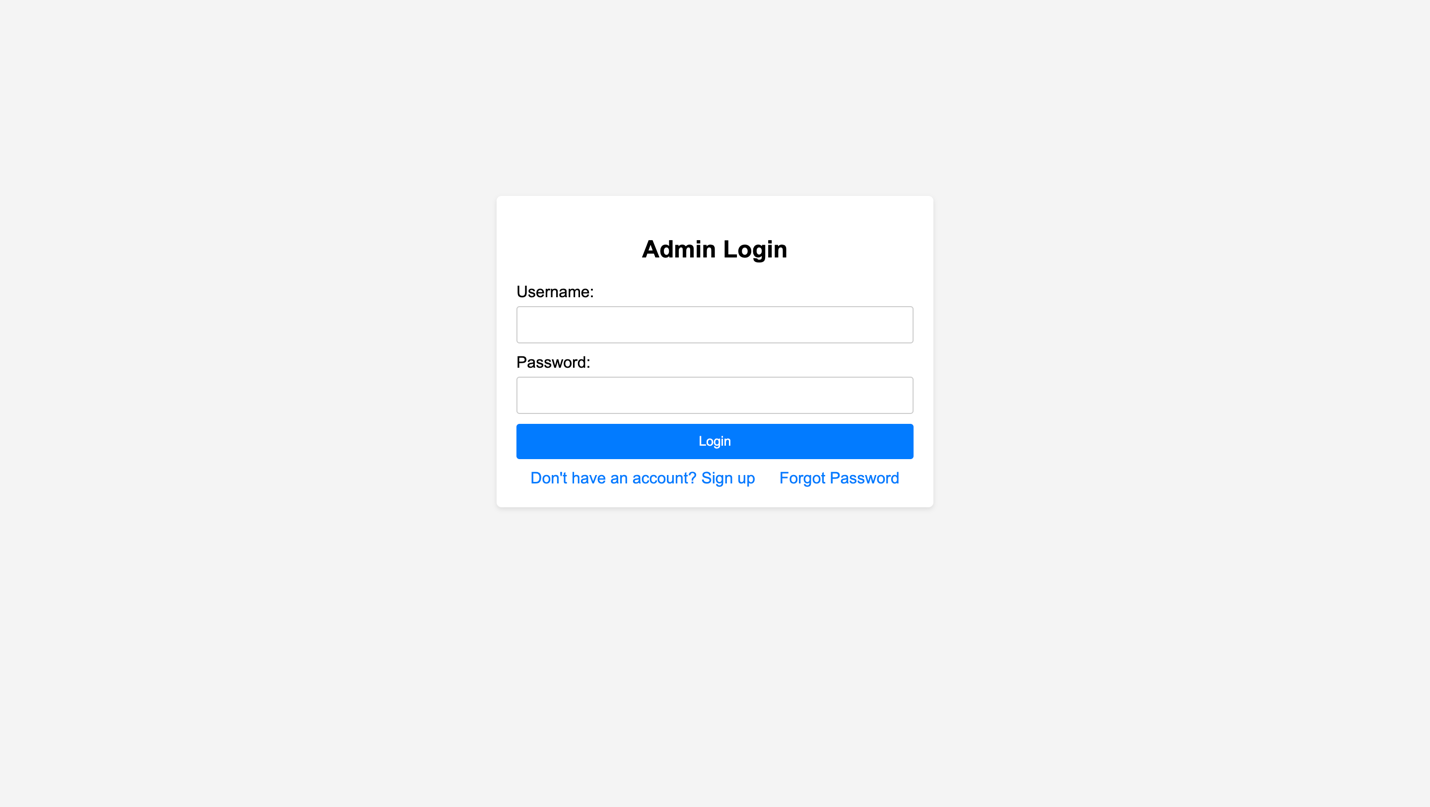 Admin Login
Username:
Password:
Login
Don't have an account? Sign up Forgot Password